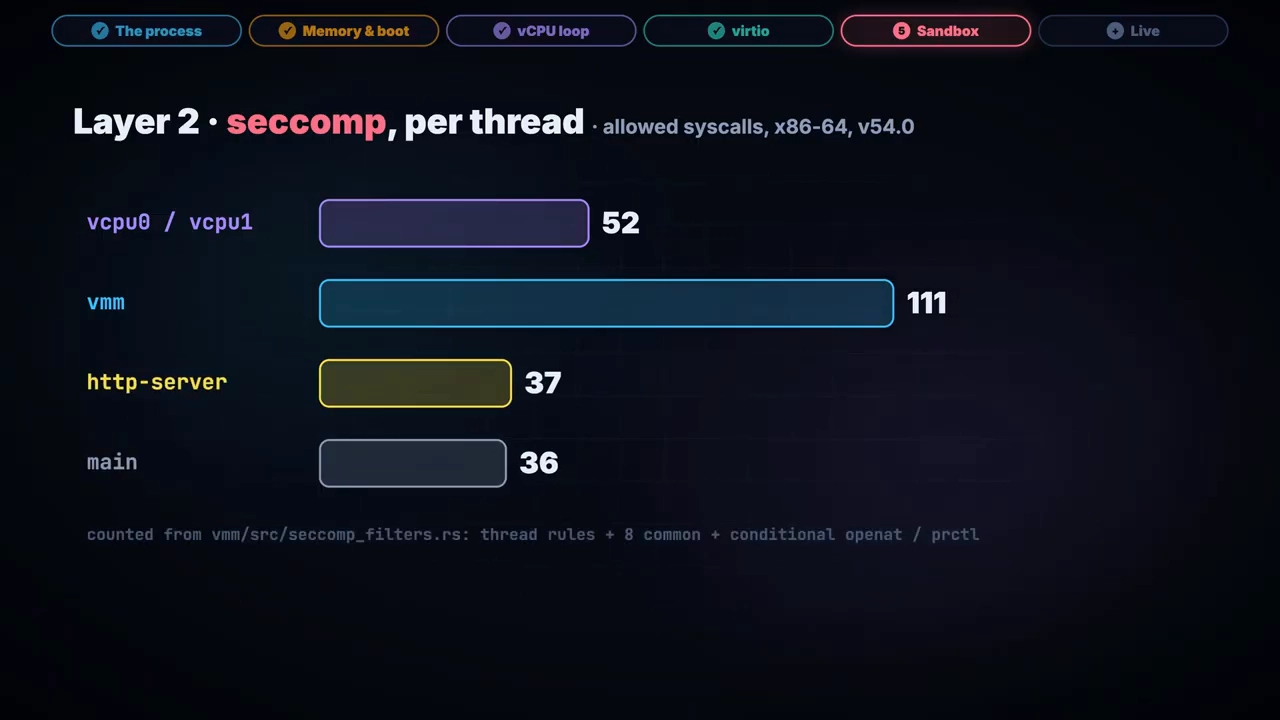 ✓ The process
✓ Memory & boot
✓ vCPU loop
✓ virtio
5 Sandbox
✦ Live
Layer 2 · seccomp, per thread · allowed syscalls, x86-64, v54.0
vcpu0 / vcpu1 52
vmm 111
http-server 37
main 36
counted from vmm/src/seccomp_filters.rs: thread rules + 8 common + conditional openat / prctl